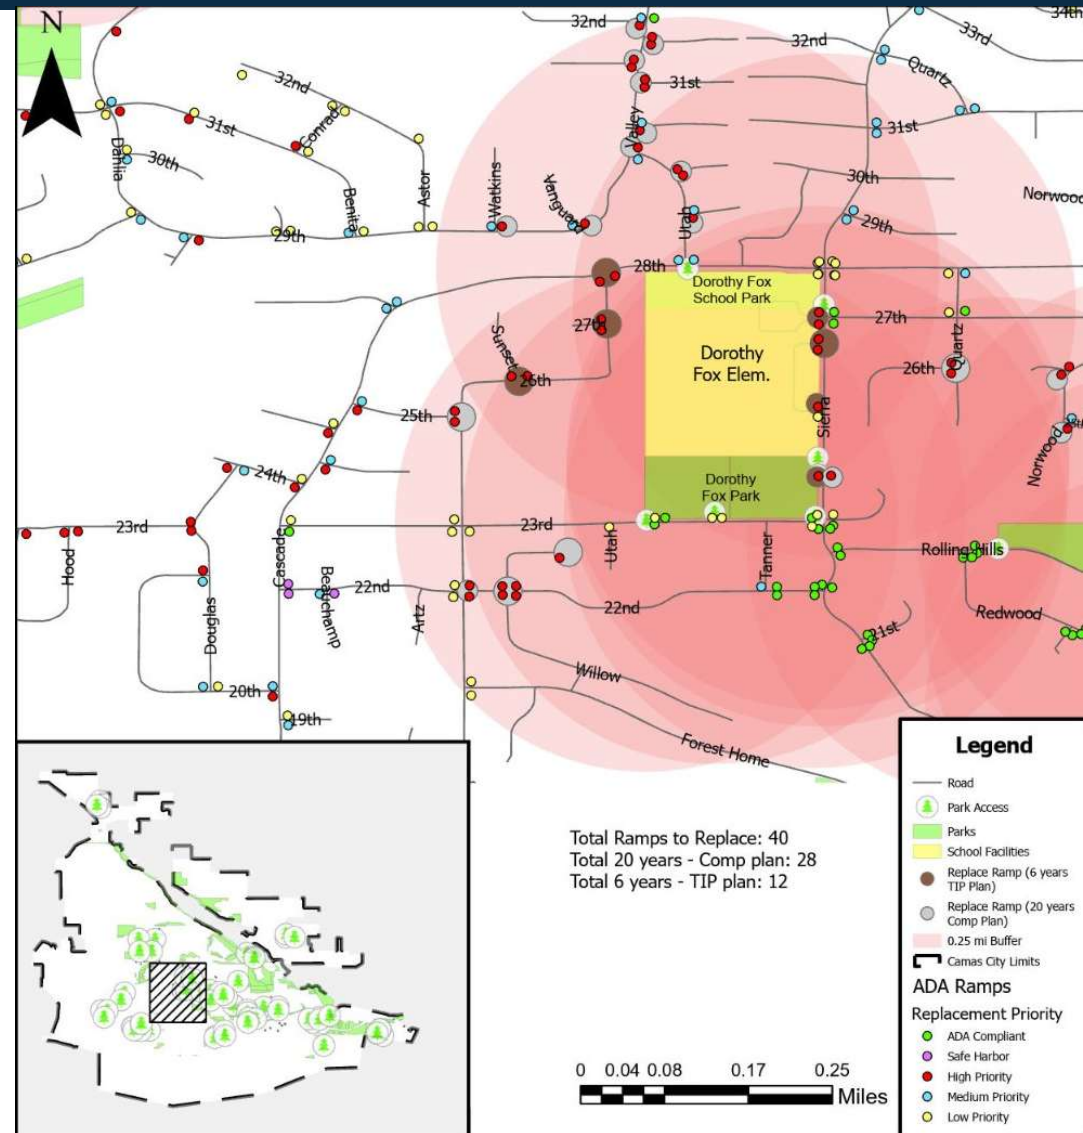 N
32nd
34th
33rd
32nd
32nd
Quartz
31st
31st
Conrad
Valley
31st
Dahlia
30th
30th
Benita
Astor
Watkins
Vanguard
Utah
Norwood
29th
29th
28th
Dorothy Fox
School Park
27th
27th
Sunset
Dorothy
Fox Elem.
26th
26th
Quartz
25th
Sierra
Norwood
24th
Dorothy
Fox Park
23rd
23rd
Hood
Cascade
Utah
Tanner
Rolling Hills
Beauchamp
22nd
22nd
Douglas
Artz
Redwood
21st
Willow
20th
19th
Forest Home
Total Ramps to Replace: 40
Total 20 years - Comp plan: 28
Total 6 years - TIP plan: 12
0 0.04 0.08 0.17 0.25
Miles
Legend
Road
Park Access
Parks
School Facilities
Replace Ramp (6 years
TIP Plan)
Replace Ramp (20 years
Comp Plan)
0.25 mi Buffer
Camas City Limits
ADA Ramps
Replacement Priority
ADA Compliant
Safe Harbor
High Priority
Medium Priority
Low Priority